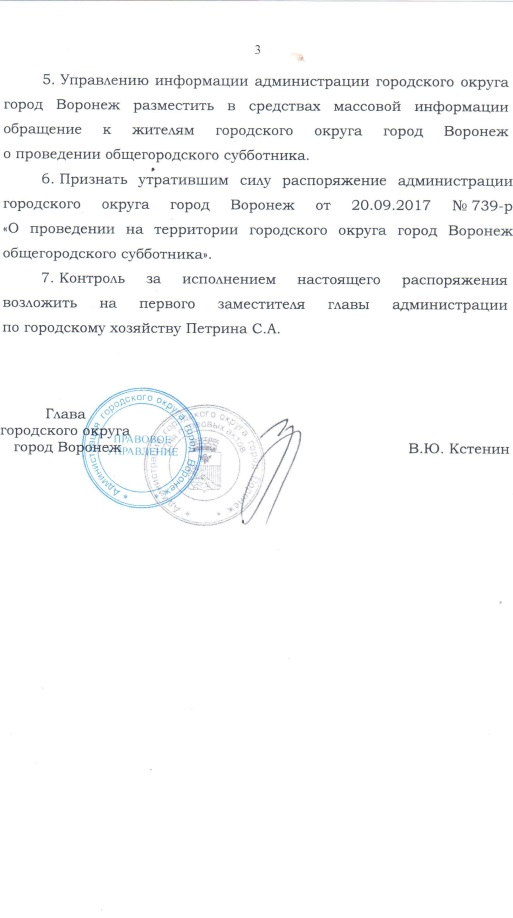 3
5. Управлению информации администрации городского округа
город Воронеж разместить в средствах массовой информации
обращение к жителям городского округа город Воронеж
о проведении общегородского субботника.
6. Признать утратившим силу распоряжение администрации
городского округа город Воронеж от 20.09.2017 № 739-р
«О проведении на территории городского округа город Воронеж
общегородского субботника».
7. Контроль за исполнением настоящего распоряжения
возложить на первого заместителя главы администрации
по городскому хозяйству Петрина С.А.
Глава
городского округа
город Воронеж
В.Ю. Кстенин
Администрация городского округа город Воронеж
ПРАВОВОЕ
УПРАВЛЕНИЕ